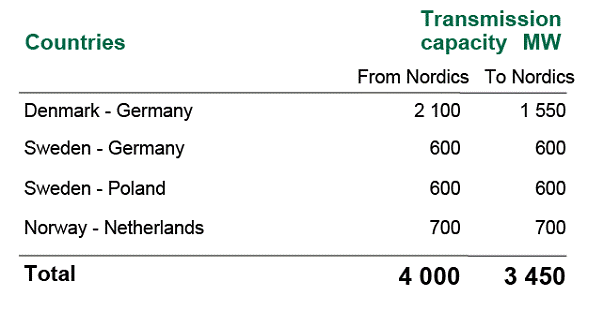 Countries Transmission capacity MW
From Nordics To Nordics
Denmark - Germany 2 100 1 550
Sweden - Germany 600 600
Sweden - Poland 600 600
Norway - Netherlands 700 700
Total 4 000 3 450